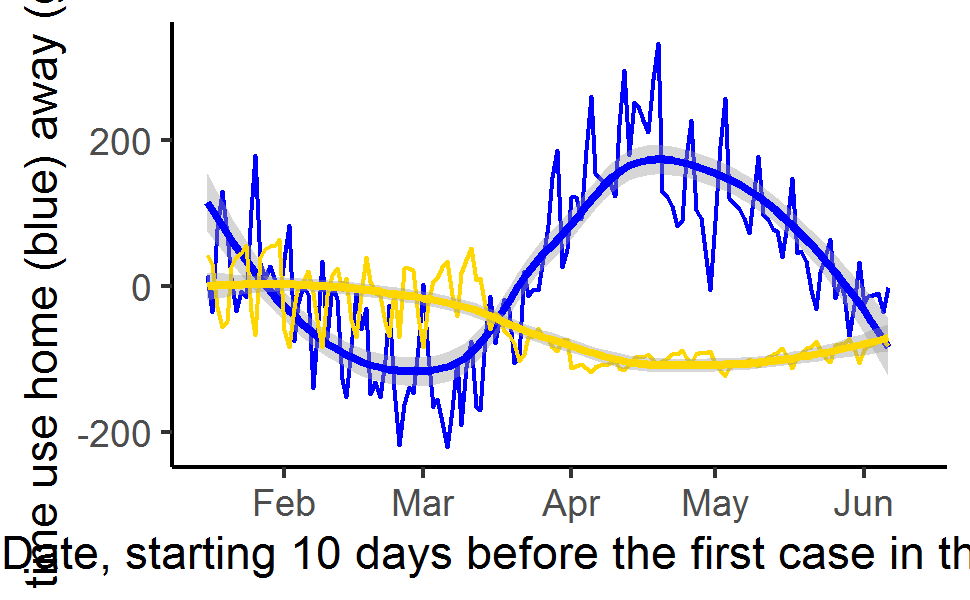 time use home (blue) away (
200
0
-200
Feb Mar Apr May Jun
Date, starting 10 days before the first case in th